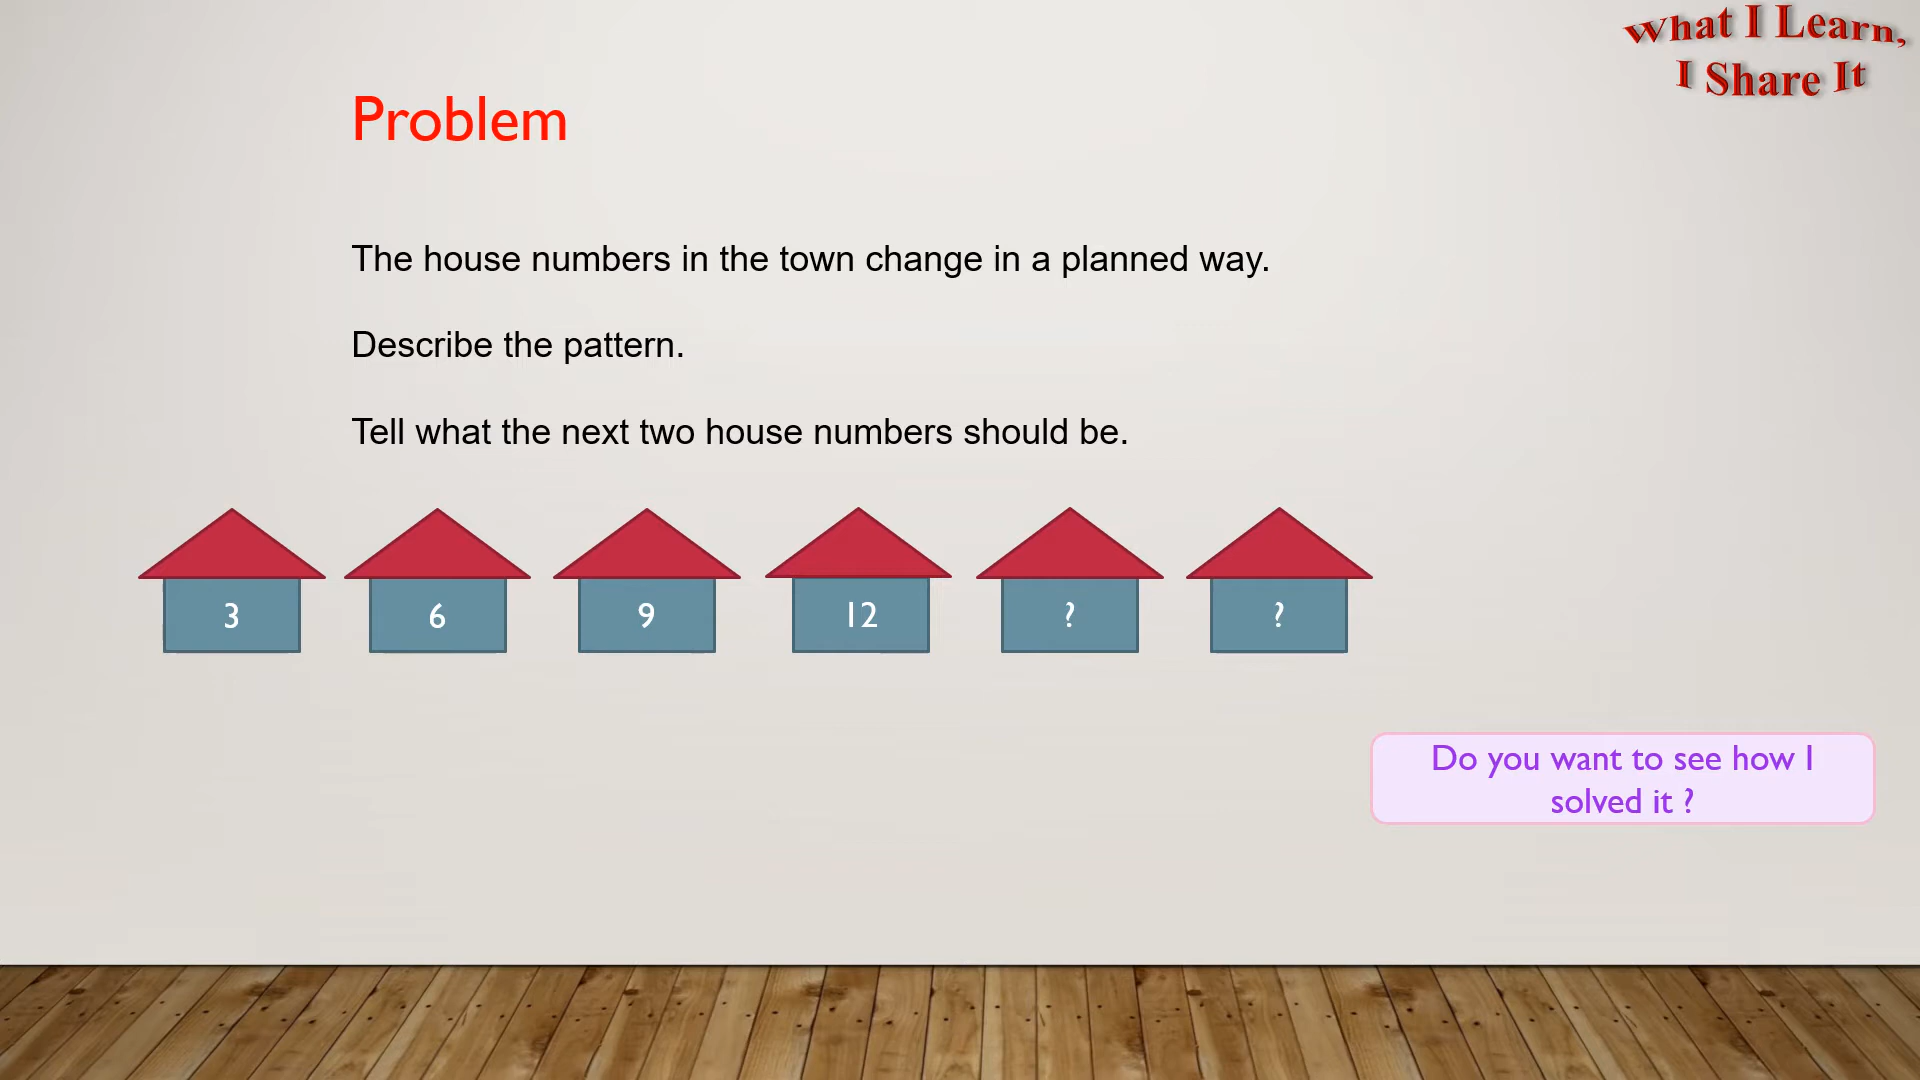 What I Learn,
I Share It
Problem
The house numbers in the town change in a planned way.
Describe the pattern.
Tell what the next two house numbers should be.
3 6 9 12 ? ?
Do you want to see how I
solved it ?